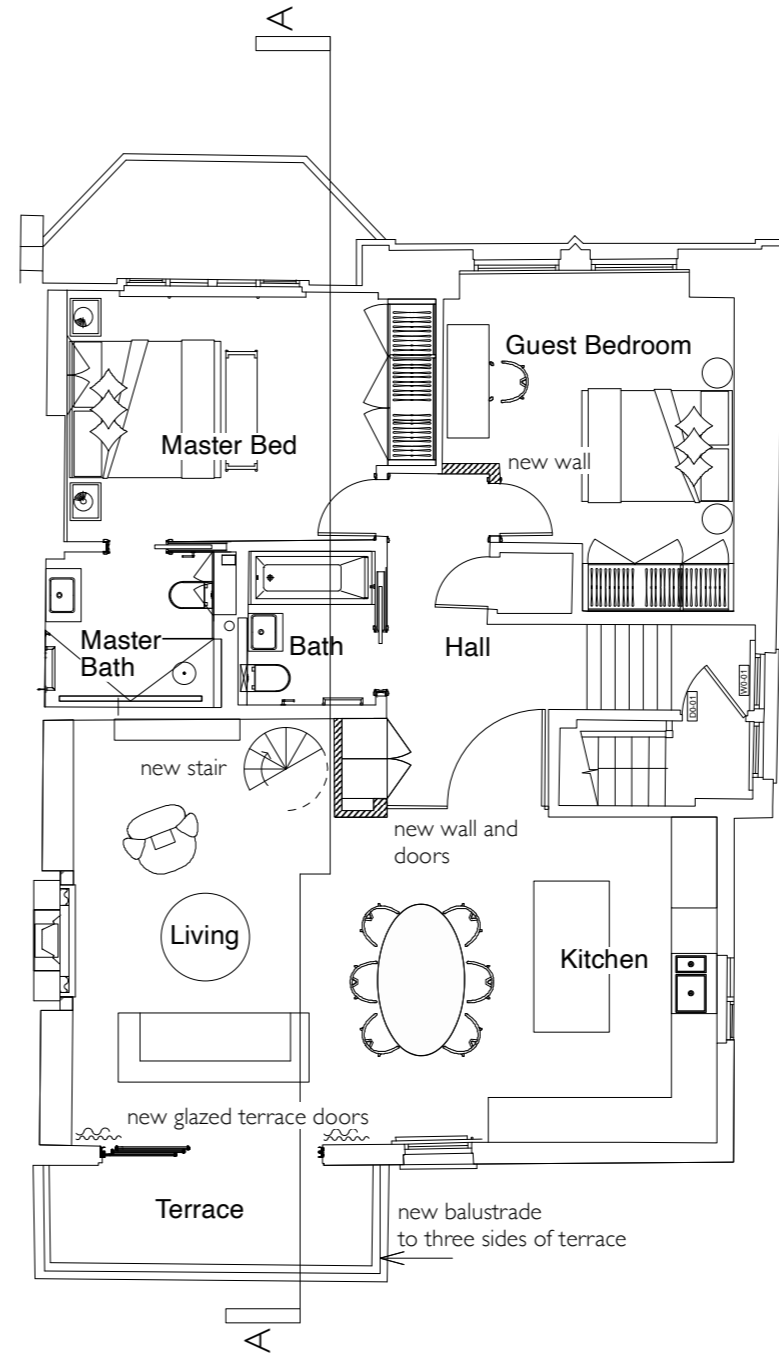 A
Guest Bedroom
Master Bed
new wall
Master
Bath
Bath
Hall
D0-01
W0-01
new stair
new wall and
doors
Living
Kitchen
new glazed terrace doors
Terrace
new balustrade
to three sides of terrace
A